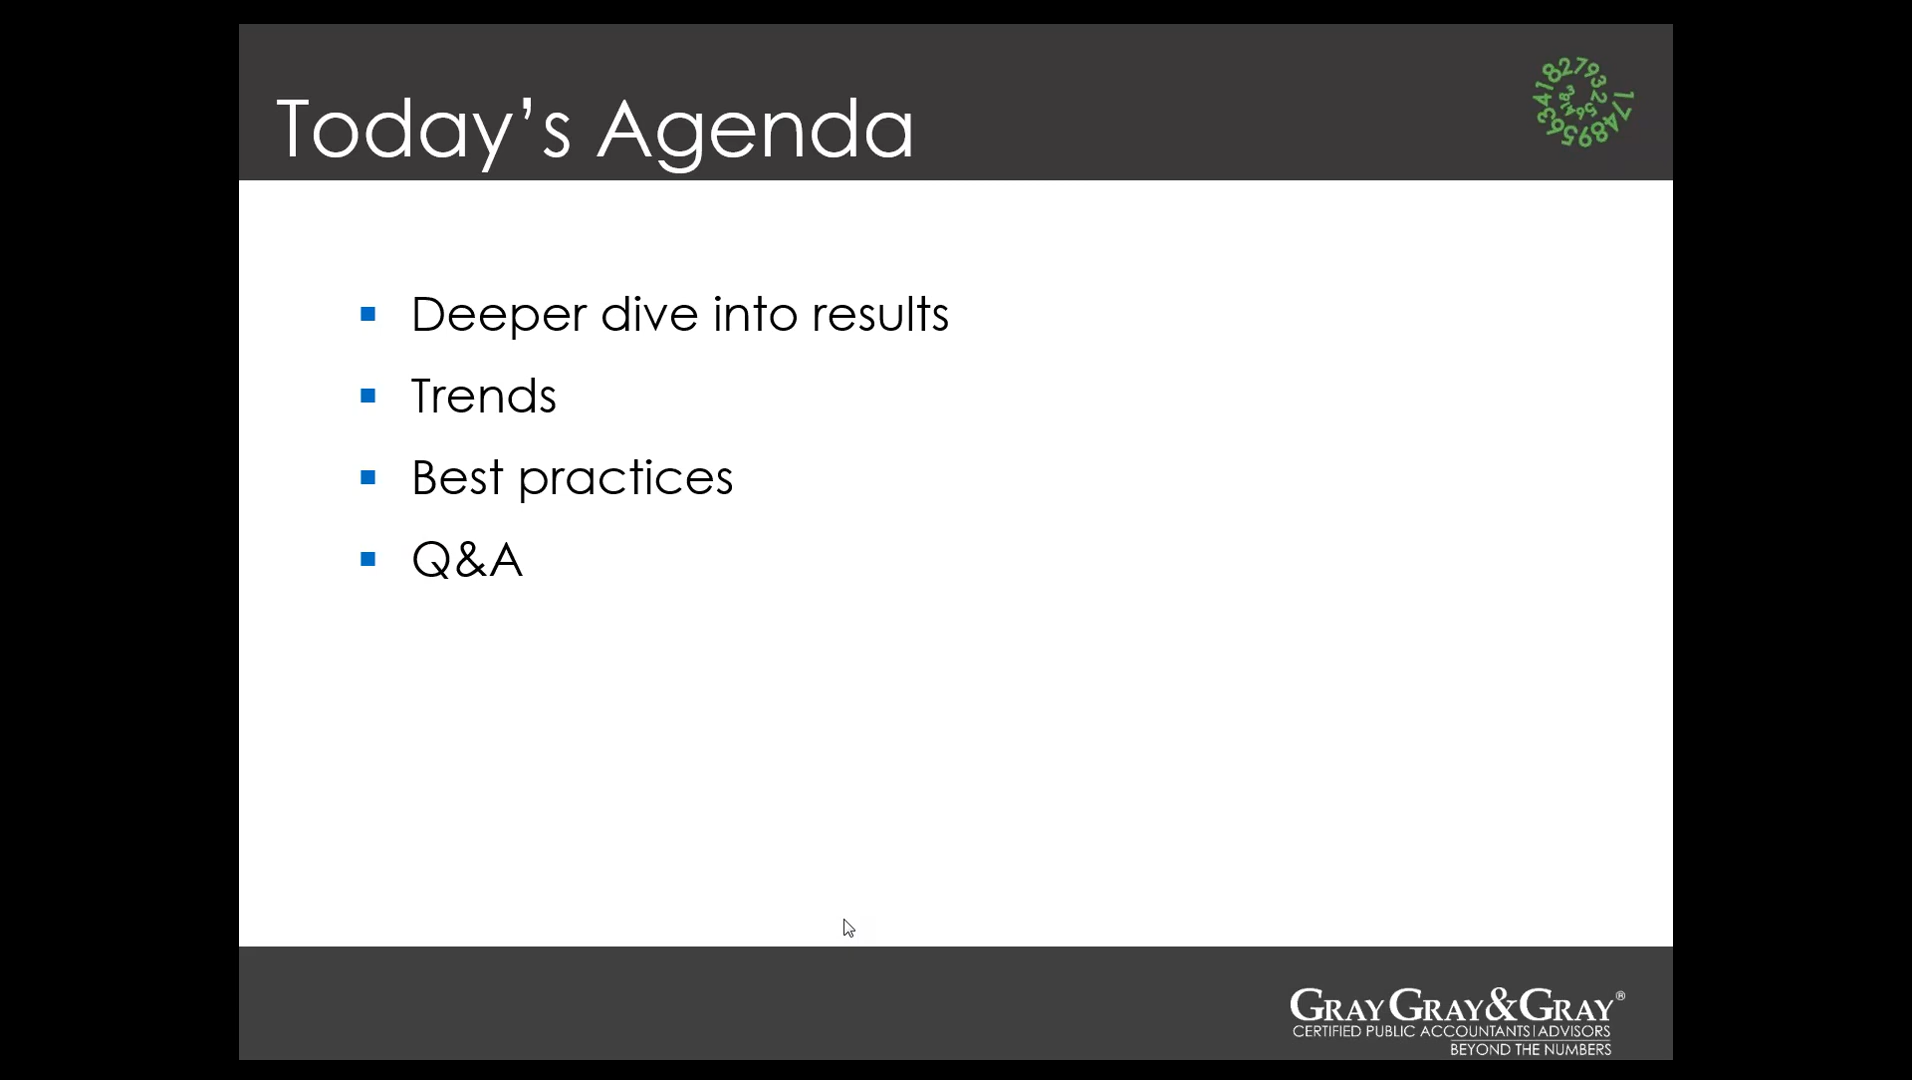 Today’s Agenda
Deeper dive into results
Trends
Best practices
Q&A
GRAY GRAY&GRAY®
CERTIFIED PUBLIC ACCOUNTANTS|ADVISORS
BEYOND THE NUMBERS